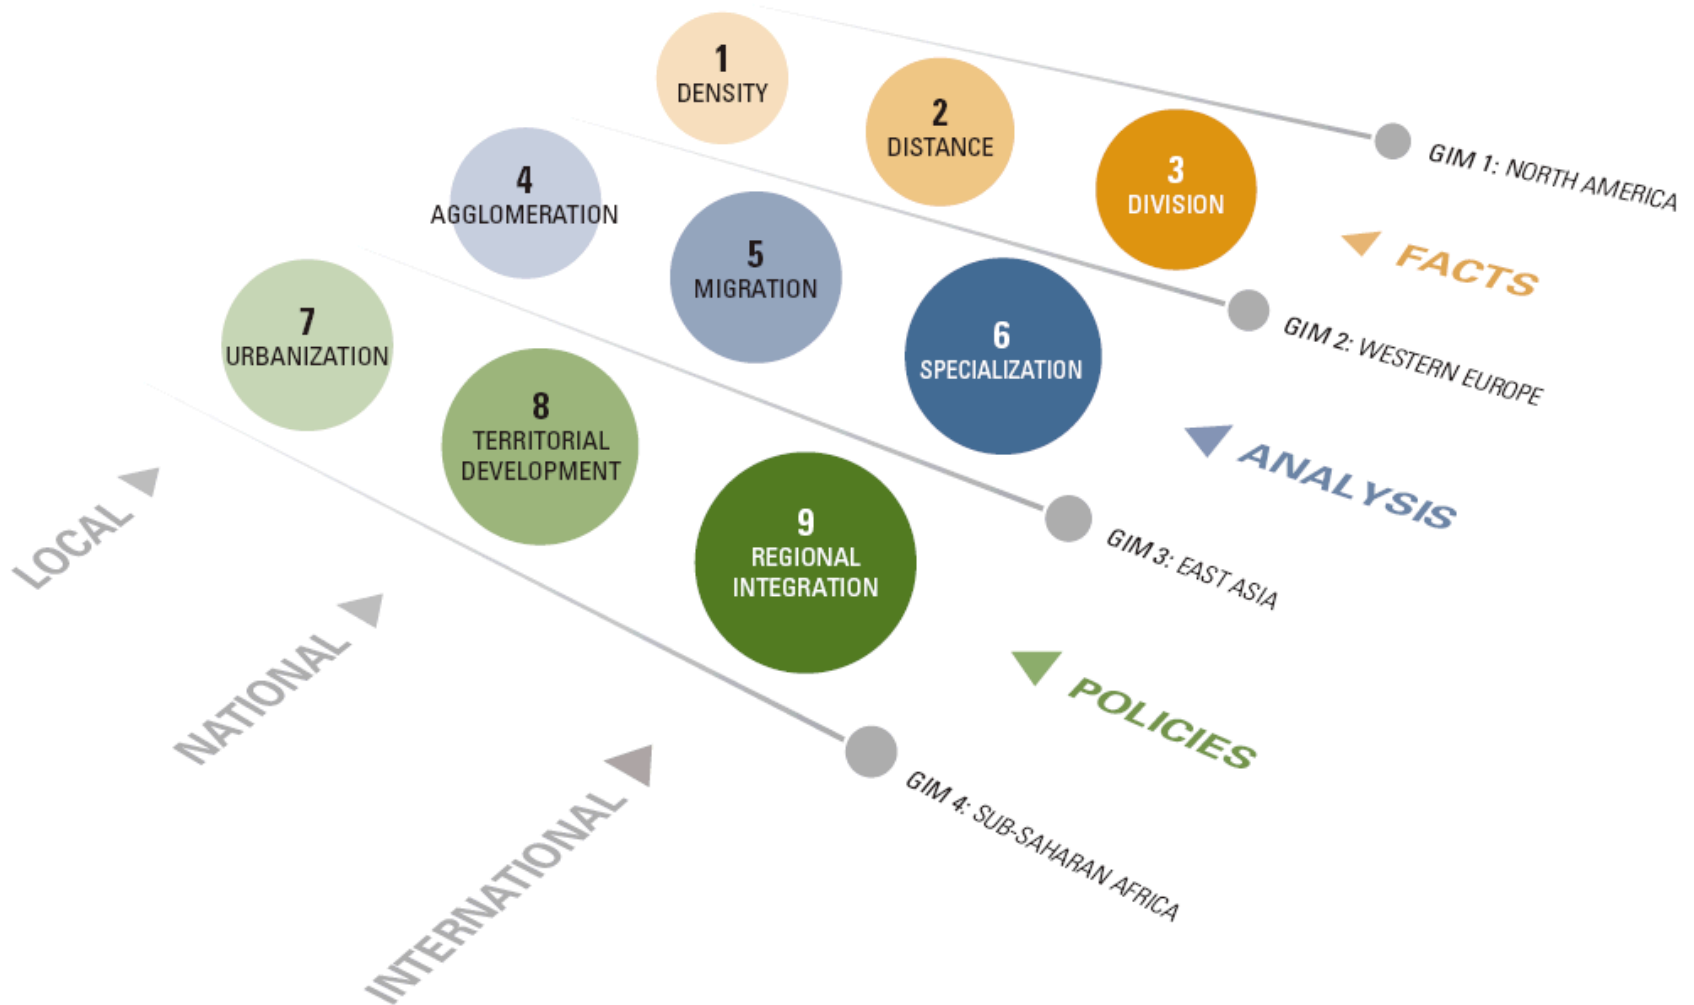 1
DENSITY
2
DISTANCE
3
DIVISION
GIM 1: NORTH AMERICA
FACTS
4
AGGLOMERATION
5
MIGRATION
6
SPECIALIZATION
GIM 2: WESTERN EUROPE
ANALYSIS
7
URBANIZATION
8
TERRITORIAL
DEVELOPMENT
9
REGIONAL
INTEGRATION
GIM 3: EAST ASIA
POLICIES
GIM 4: SUB-SAHARAN AFRICA
LOCAL
NATIONAL
INTERNATIONAL